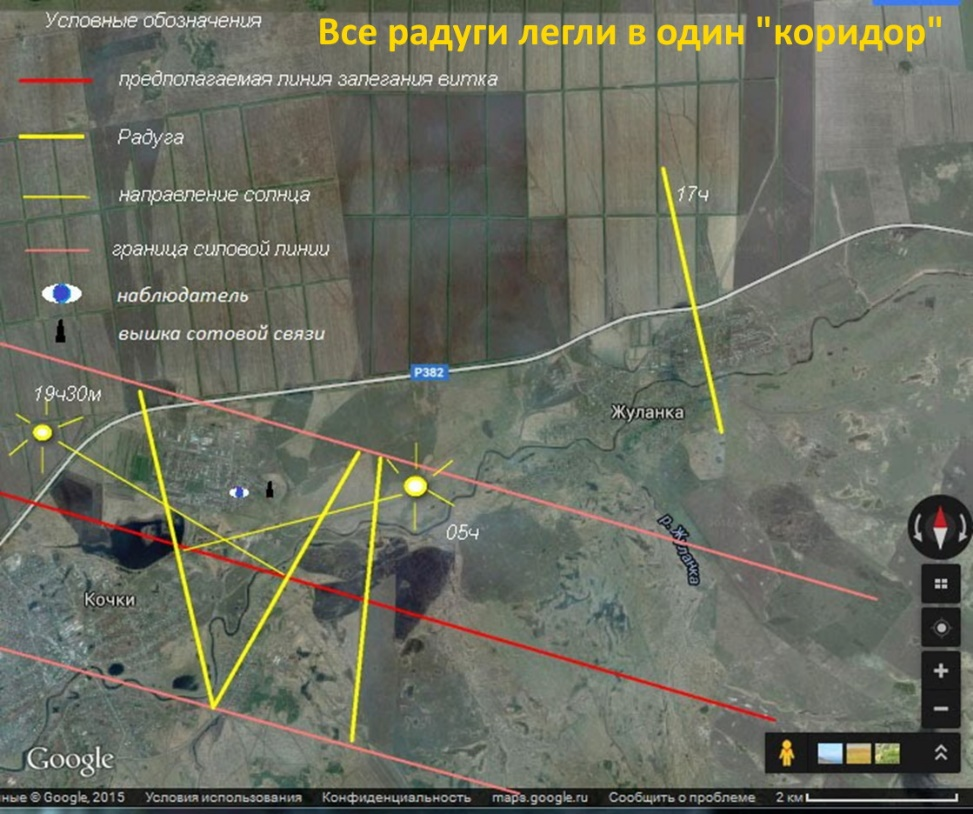 Условные обозначения
Все радуги легли в один "коридор"
предполагаемая линия залегания витка
Радуга
направление солнца
17ч
граница силовой линии
наблюдатель
вышка сотовой связи
P382
19ч30м
Жуланка
05ч
р. Жуланка
Кочки
Google
ные © Google, 2015 Условия использования Конфиденциальность maps.google.ru Сообщить о проблеме 2 км